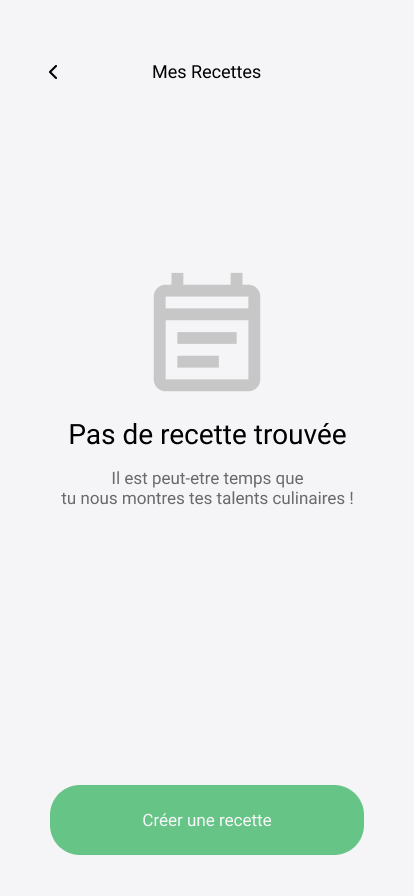 Mes Recettes
Pas de recette trouvée
Il est peut-etre temps que
tu nous montres tes talents culinaires !
Créer une recette